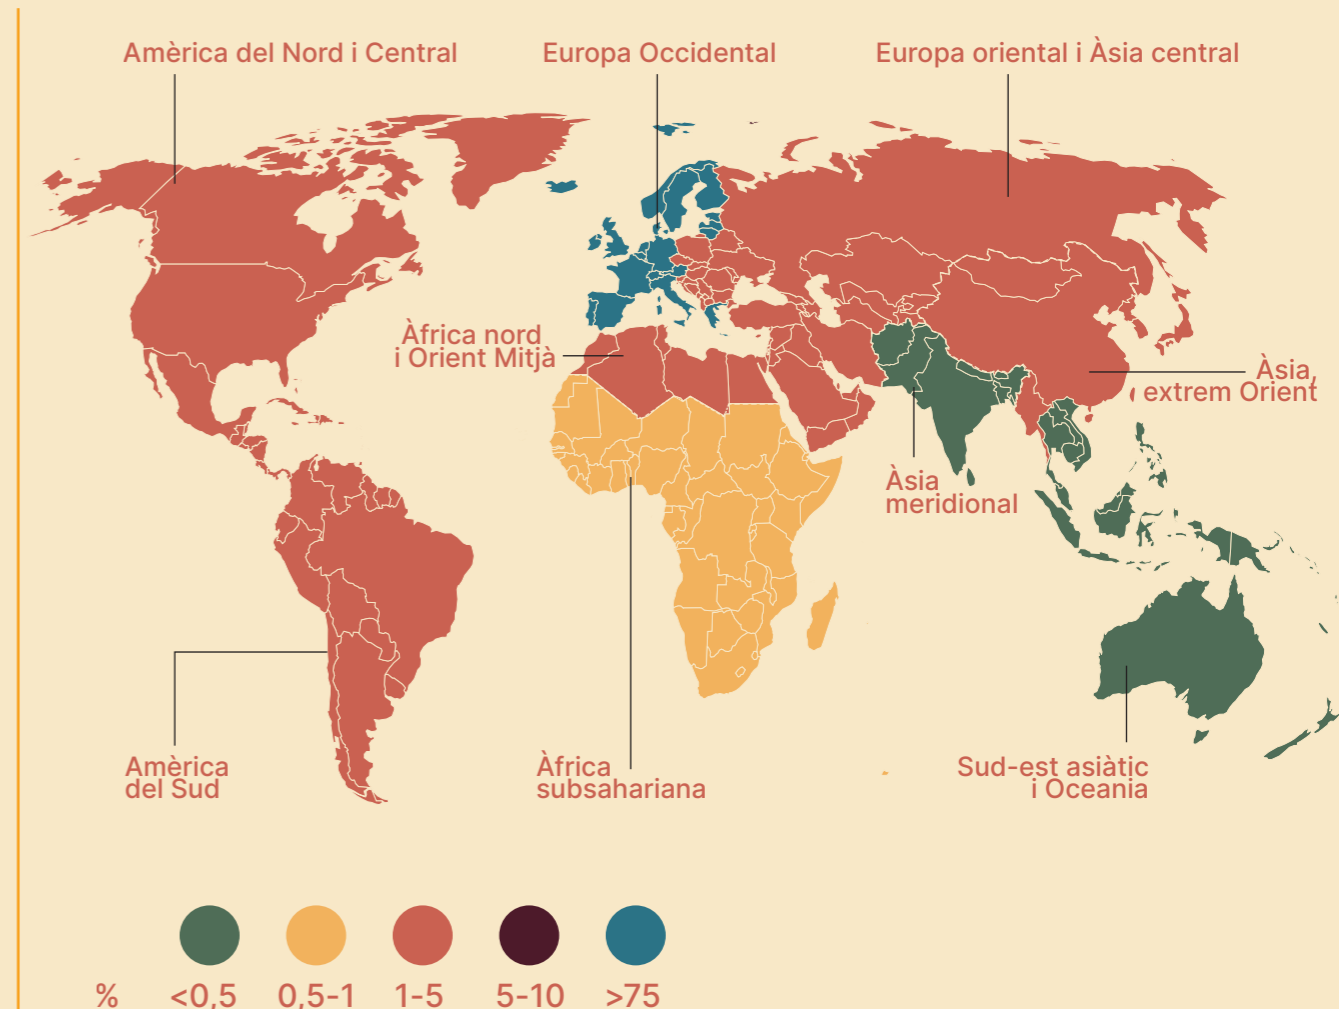 Amèrica del Nord i Central
Europa Occidental
Europa oriental i Àsia central
Àfrica nord
i Orient Mitjà
Àsia,
extrem Orient
Àsia
meridional
Amèrica
del Sud
Àfrica
subsahariana
Sud-est asiàtic
i Oceania
% <0,5 0,5-1 1-5 5-10 >75